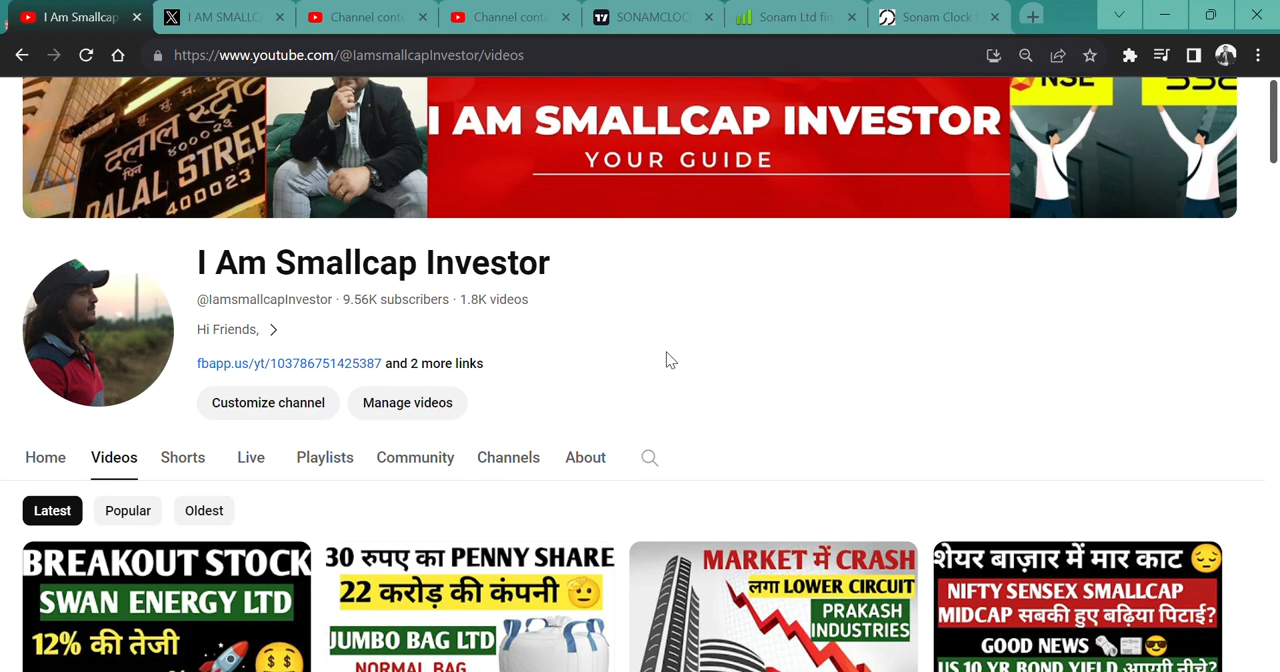 I Am Smallcap
I AM SMALLC
Channel conte
Channel conte
SONAMCLOC
Sonam Ltd fin
Sonam Clock
https://www.youtube.com/@IamsmallcapInvestor/videos
दलाल स्ट्रीट
पिन ४०००२३
DALAL STREE
400023
I AM SMALLCAP INVESTOR
YOUR GUIDE
NSE
I Am Smallcap Investor
@IamsmallcapInvestor · 9.56K subscribers · 1.8K videos
Hi Friends,
fbapp.us/yt/103786751425387 and 2 more links
Customize channel
Manage videos
Home Videos Shorts Live Playlists Community Channels About
Latest Popular Oldest
BREAKOUT STOCK
SWAN ENERGY LTD
12% की तेजी
30 रुपए का PENNY SHARE
22 करोड़ की कंपनी
JUMBO BAG LTD
NORMAL BAG
MARKET में CRASH
लगा LOWER CIRCUIT
PRAKASH
INDUSTRIES
शेयर बाज़ार में मार काट
NIFTY SENSEX SMALLCAP
MIDCAP सबकी हुए बढ़िया पिटाई?
GOOD NEWS
US 10 YR BOND YIELD आएगी नीचे?